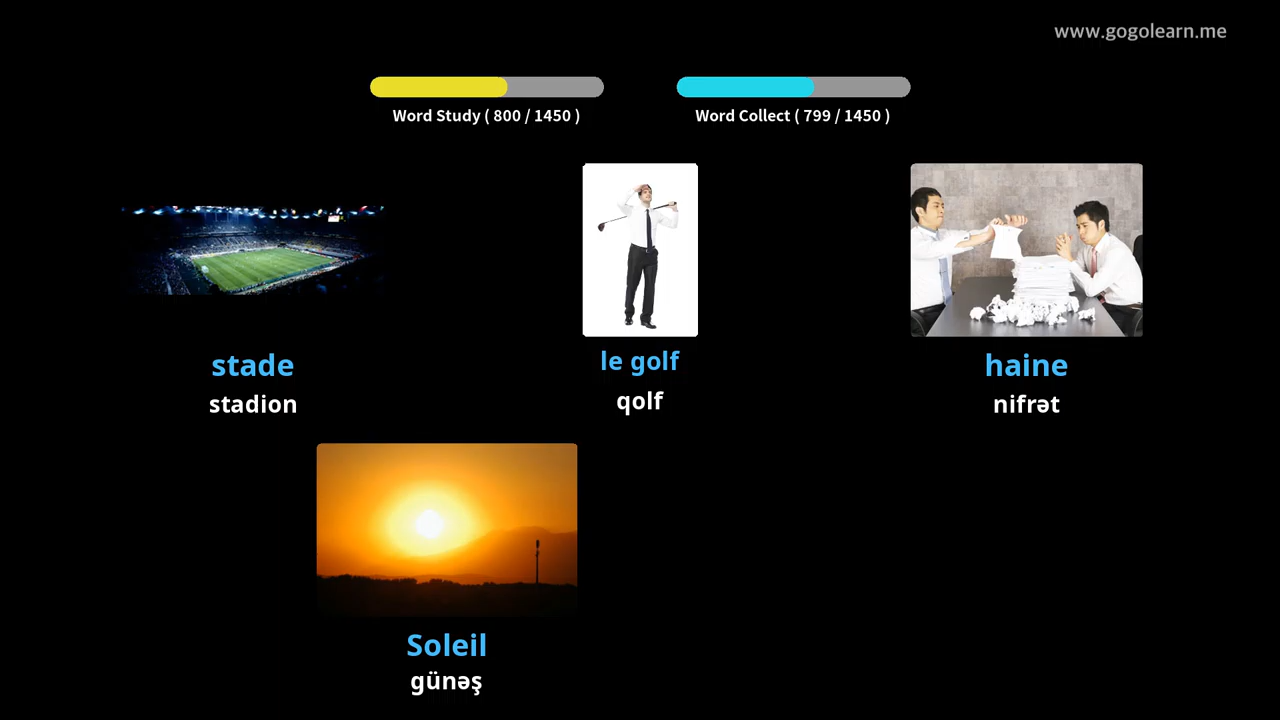 www.gogolearn.me
Word Study ( 800 / 1450 )
Word Collect ( 799 / 1450 )
stade
stadion
le golf
qolf
haine
nifrət
Soleil
günəş